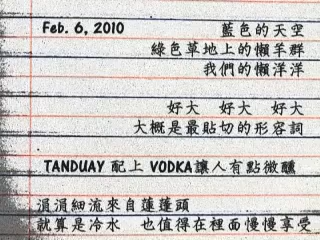 Feb. 6, 2010 藍色的天空
綠色草地上的懶羊群
我們的懶洋洋
好大 好大 好大
大概是最貼切的形容詞
TANDUAY 配上 VODKA讓人有點微醺
涓涓細流來自蓮蓬頭
就算是冷水 也值得在裡面慢慢享受